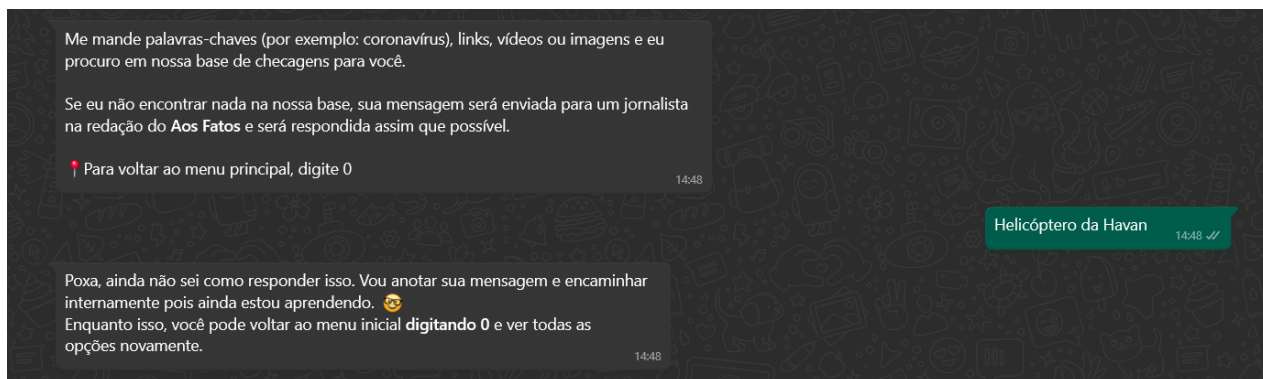 Me mande palavras-chaves (por exemplo: coronavírus), links, vídeos ou imagens e eu
procuro em nossa base de checagens para você.
Se eu não encontrar nada na nossa base, sua mensagem será enviada para um jornalista
na redação do Aos Fatos e será respondida assim que possível.
📍Para voltar ao menu principal, digite 0
14:48
Helicóptero da Havan
14:48
Poxa, ainda não sei como responder isso. Vou anotar sua mensagem e encaminhar
internamente pois ainda estou aprendendo. 🤓
Enquanto isso, você pode voltar ao menu inicial digitando 0 e ver todas as
opções novamente.
14:48